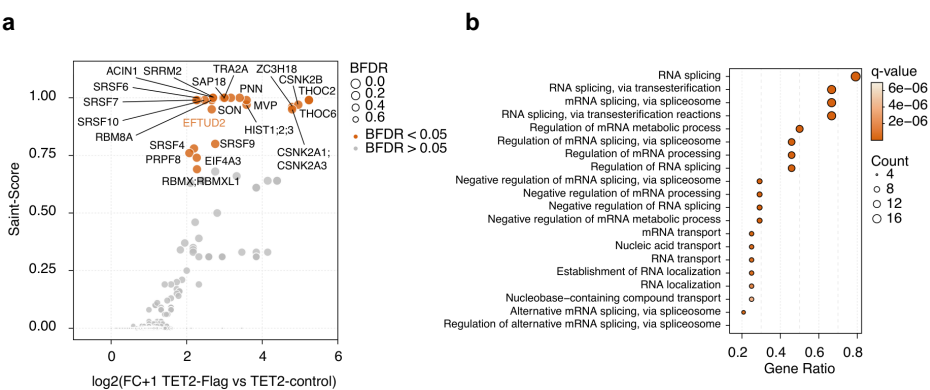 a
b
ACIN1
SRRM2
TRA2A
ZC3H18
SRSF6
SAP18
CSNK2B
SRSF7
PNN
THOC2
SRSF10
SON
MVP
THOC6
RBM8A
EFTUD2
HIST1;2;3
SRSF4
SRSF9
CSNK2A1;
CSNK2A3
PRPF8
EIF4A3
RBMX;RBMXL1
Saint-Score
1.00
0.75
0.50
0.25
0.00
0
2
4
6
log2(FC+1 TET2-Flag vs TET2-control)
BFDR
0.0
0.2
0.4
0.6
BFDR < 0.05
BFDR > 0.05
RNA splicing
RNA splicing, via transesterification
mRNA splicing, via spliceosome
RNA splicing, via transesterification reactions
Regulation of mRNA metabolic process
Regulation of mRNA splicing, via spliceosome
Regulation of mRNA processing
Regulation of RNA splicing
Negative regulation of mRNA splicing, via spliceosome
Negative regulation of mRNA processing
Negative regulation of RNA splicing
Negative regulation of mRNA metabolic process
mRNA transport
Nucleic acid transport
RNA transport
Establishment of RNA localization
RNA localization
Nucleobase−containing compound transport
Alternative mRNA splicing, via spliceosome
Regulation of alternative mRNA splicing, via spliceosome
0.2
0.4
0.6
0.8
Gene Ratio
q-value
6e−06
4e−06
2e−06
Count
4
8
12
16